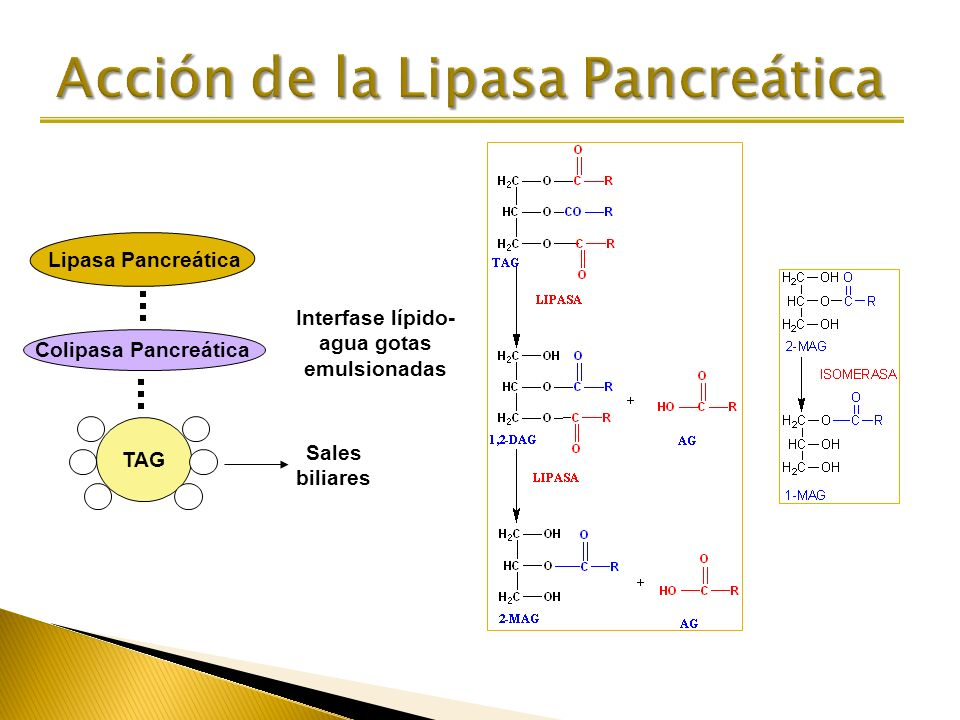 Acción de la Lipasa Pancreática
Lipasa Pancreática
Colipasa Pancreática
TAG
Interfase lípido-
agua gotas
emulsionadas
Sales
biliares
O
H₂C—O—C—R
HC—O—CO—R
H₂C—O—C—R
TAG
O
LIPASA
H₂C—OH O
HC—O—C—R
H₂C—O—C—R
1,2-DAG
O
+
O
HO—C—R
AG
LIPASA
H₂C—OH O
HC—O—C—R
H₂C—OH
2-MAG
+
O
HO—C—R
AG
H₂C—OH O
HC—O—C—R
H₂C—OH
2-MAG
ISOMERASA
O
H₂C—O—C—R
HC—OH
H₂C—OH
1-MAG